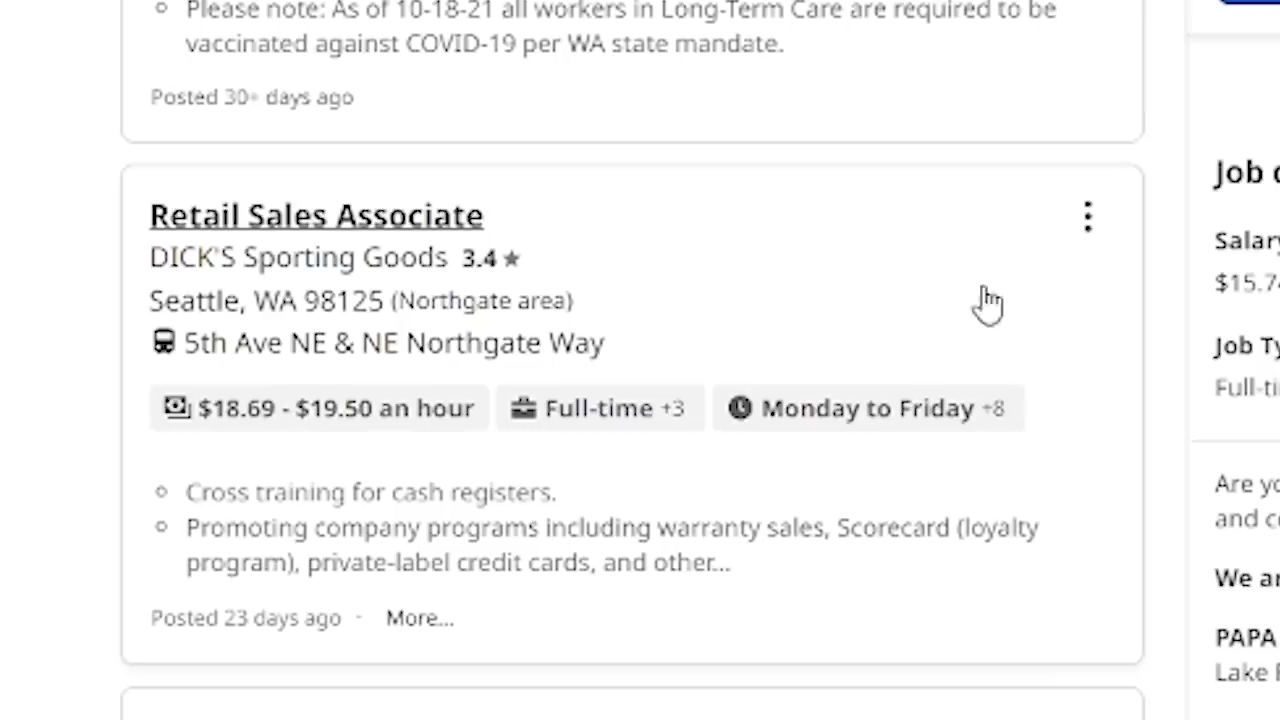 Please note: As of 10-18-21 all workers in Long-Term Care are required to be
vaccinated against COVID-19 per WA state mandate.
Posted 30+ days ago
Retail Sales Associate
DICK'S Sporting Goods 3.4 ★
Seattle, WA 98125 (Northgate area)
5th Ave NE & NE Northgate Way
$18.69 - $19.50 an hour
Full-time +3
Monday to Friday +8
Cross training for cash registers.
Promoting company programs including warranty sales, Scorecard (loyalty
program), private-label credit cards, and other...
Posted 23 days ago · More...
Job
Salary
$15.74
Job Ty
Full-ti
Are yo
and co
We ar
PAPA
Lake F